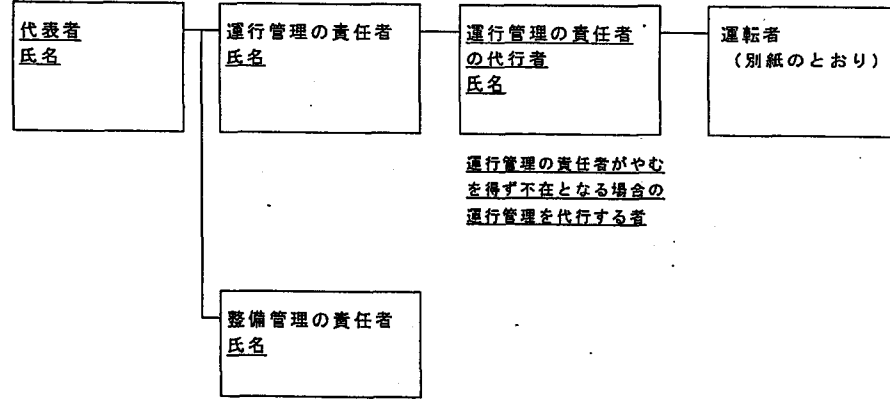 代表者
氏名
運行管理の責任者
氏名
運行管理の責任者
の代行者
氏名
運転者
（別紙のとおり）
運行管理の責任者がやむ
を得ず不在となる場合の
運行管理を代行する者
整備管理の責任者
氏名